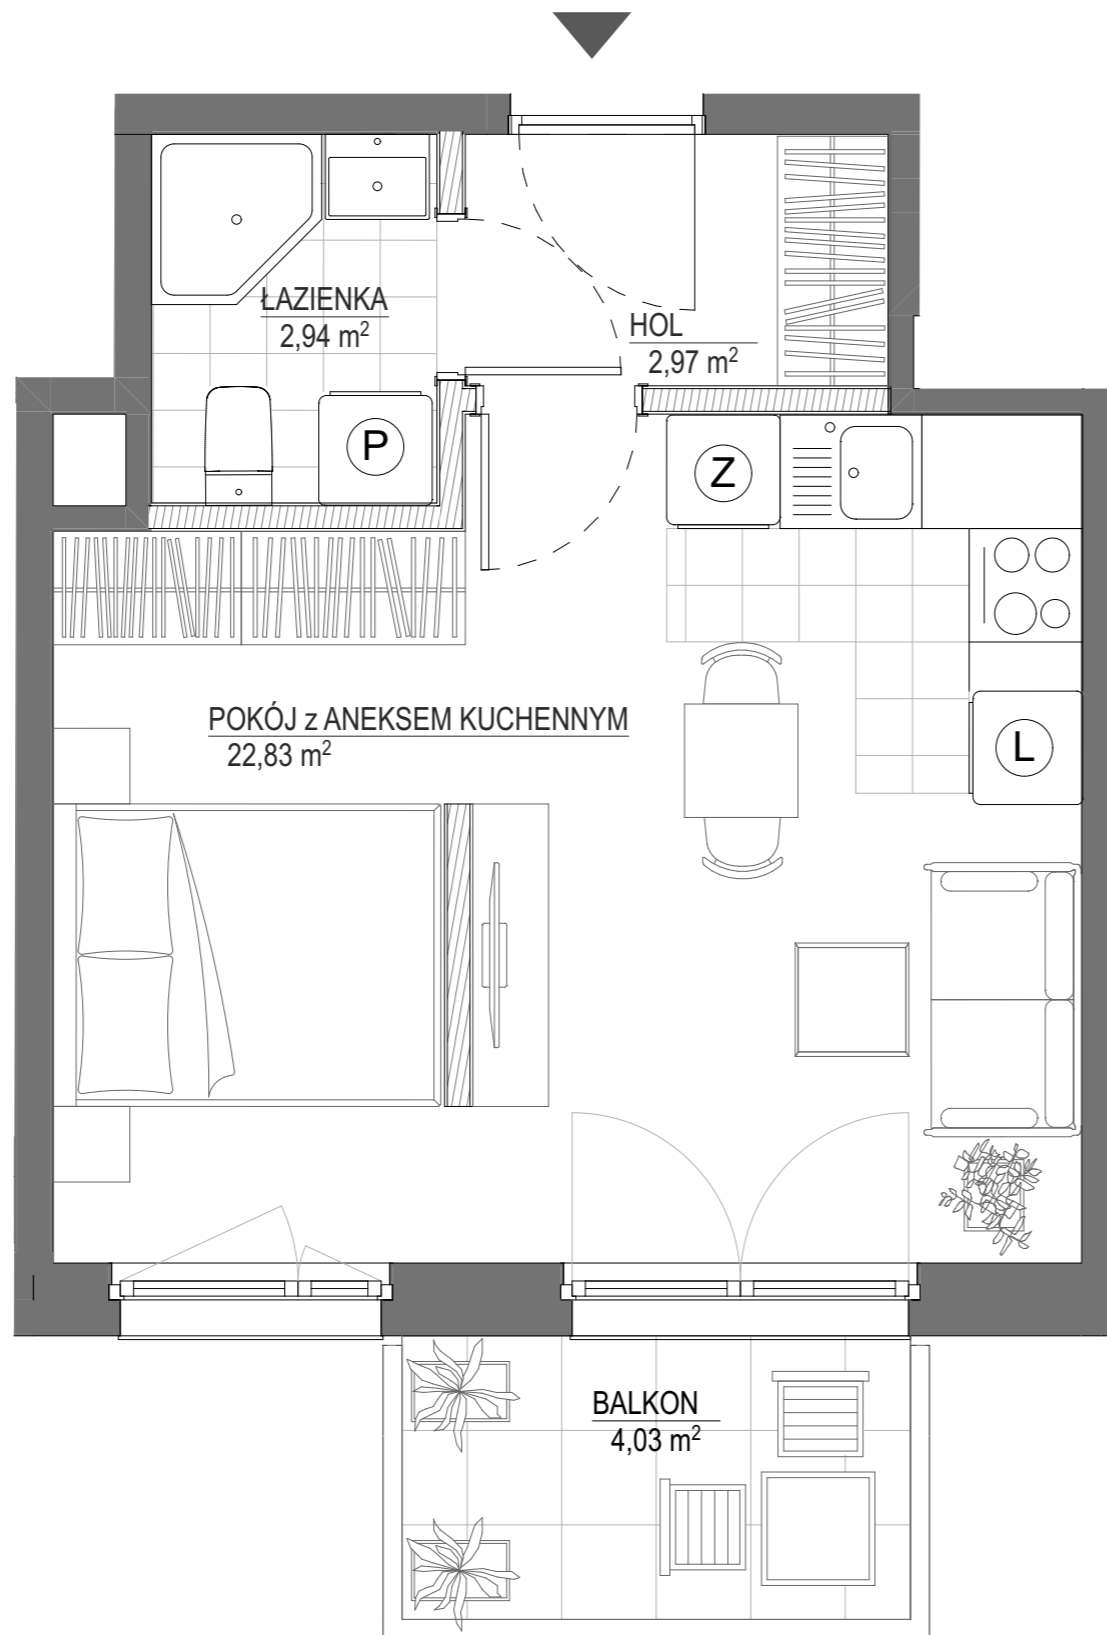 ŁAZIENKA
2,94 m²
HOL
2,97 m²
P
Z
POKÓJ z ANEKSEM KUCHENNYM
22,83 m²
L
BALKON
4,03 m²